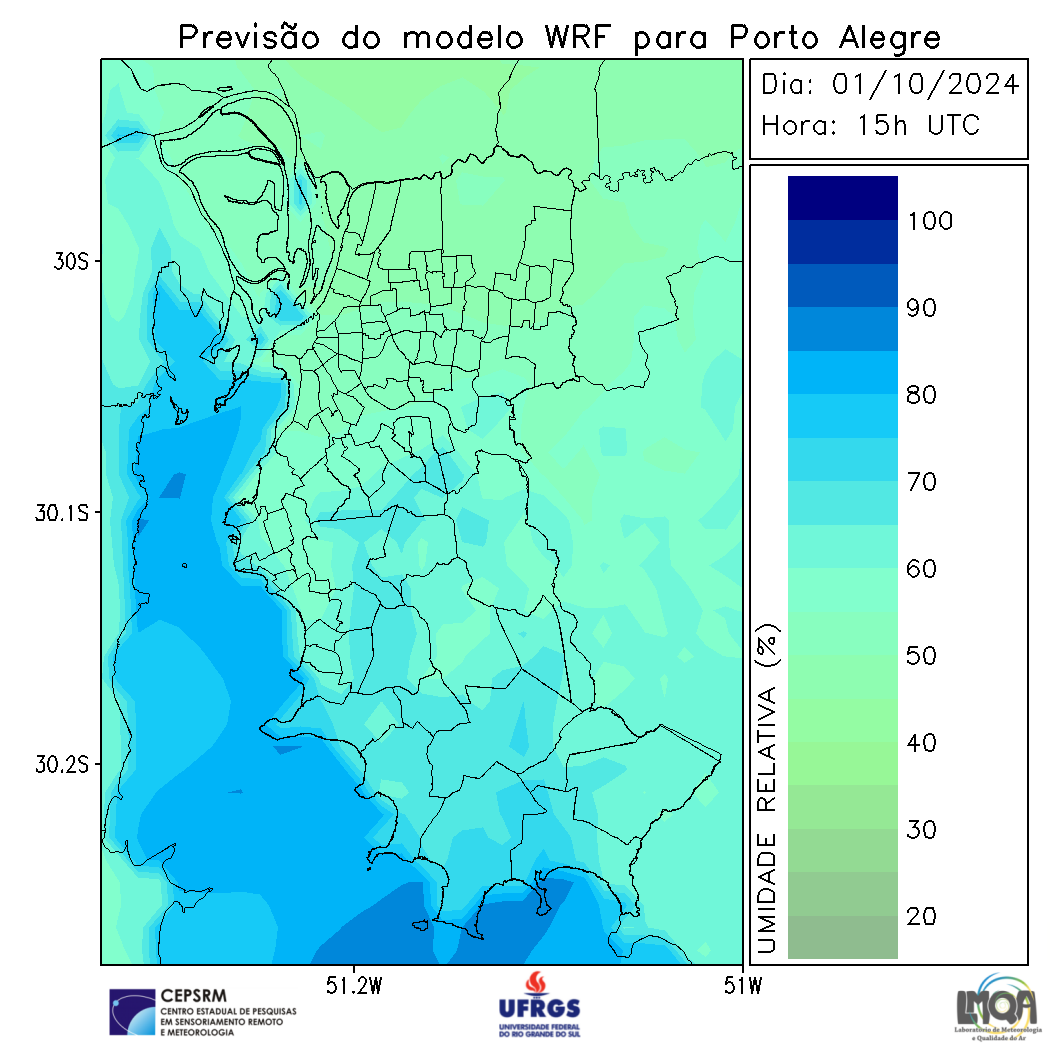 Previsão do modelo WRF para Porto Alegre
Dia: 01/10/2024
Hora: 15h UTC
100
90
80
70
60
50
40
30
20
UMIDADE RELATIVA (%)
30S
30.1S
30.2S
51.2W
51W
CEPSRM
CENTRO ESTADUAL DE PESQUISAS
EM SENSORIAMENTO REMOTO
E METEOROLOGIA
UFRGS
UNIVERSIDADE FEDERAL
DO RIO GRANDE DO SUL
LMQA
Laboratório de Meteorologia
e Qualidade do Ar